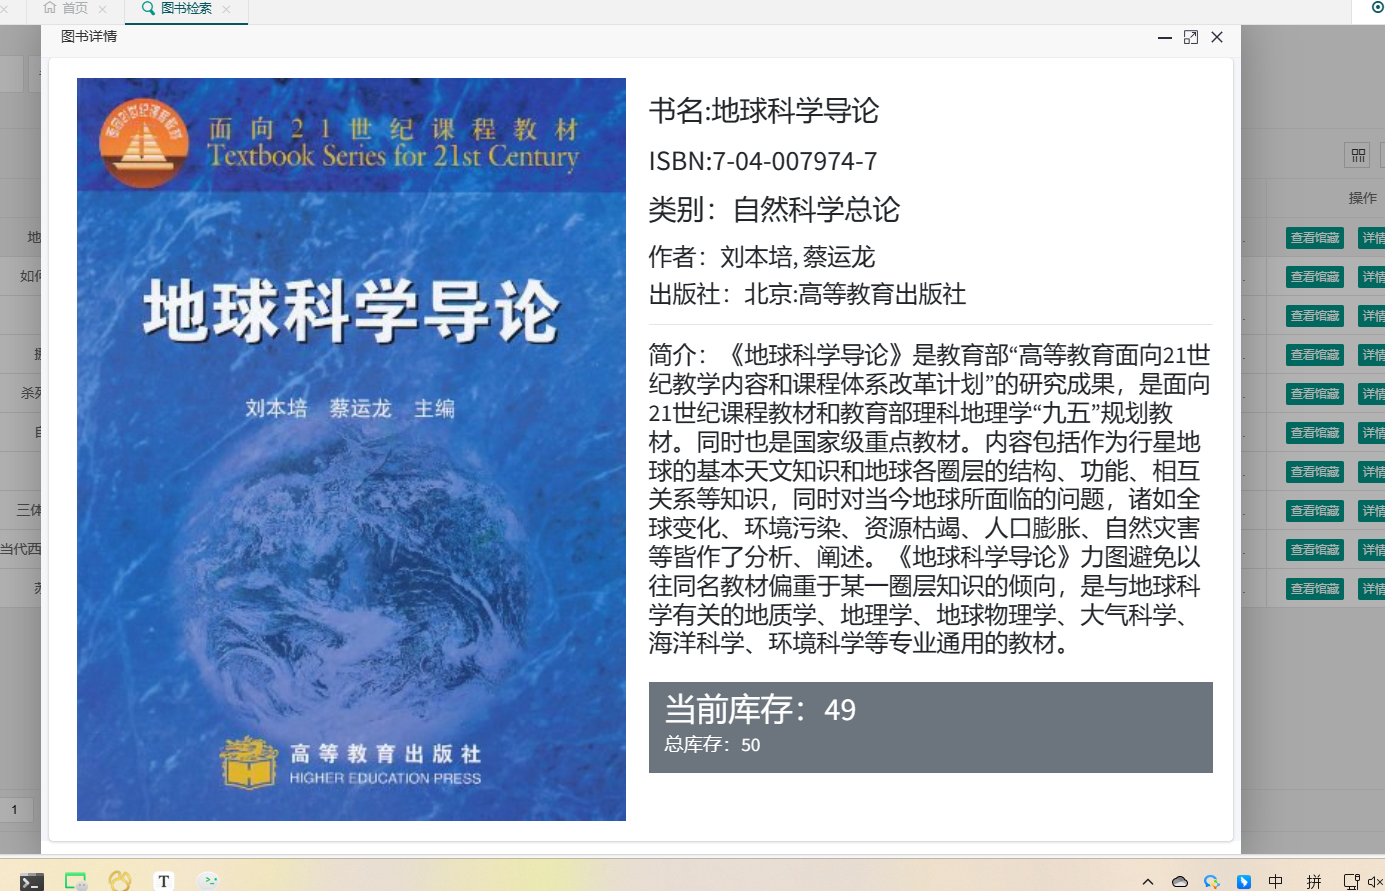 首页
图书检索
图书详情
面向21世纪课程教材
面向21世纪课程教材
Textbook Series for 21st Century
地球科学导论
刘本培 蔡运龙 主编
高等教育出版社
HIGHER EDUCATION PRESS
书名:地球科学导论
ISBN:7-04-007974-7
类别：自然科学总论
作者：刘本培, 蔡运龙
出版社：北京:高等教育出版社
简介：《地球科学导论》是教育部“高等教育面向21世
纪教学内容和课程体系改革计划”的研究成果，是面向
21世纪课程教材和教育部理科地理学“九五”规划教
材。同时也是国家级重点教材。内容包括作为行星地
球的基本天文知识和地球各圈层的结构、功能、相互
关系等知识，同时对当今地球所面临的问题，诸如全
球变化、环境污染、资源枯竭、人口膨胀、自然灾害
等皆作了分析、阐述。《地球科学导论》力图避免以
往同名教材偏重于某一圈层知识的倾向，是与地球科
学有关的地质学、地理学、地球物理学、大气科学、
海洋科学、环境科学等专业通用的教材。
当前库存：49
总库存：50
操作
地
查看馆藏 详情
如何
查看馆藏 详情
查看馆藏 详情
查看馆藏 详情
杀死
查看馆藏 详情
查看馆藏 详情
查看馆藏 详情
三体
查看馆藏 详情
当代西
查看馆藏 详情
查看馆藏 详情
1
T
中
拼